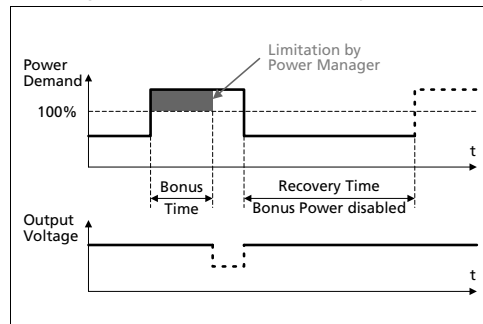 Limitation by
Power Manager
Power
Demand
100%
t
Bonus
Time
Recovery Time
Bonus Power disabled
Output
Voltage
t